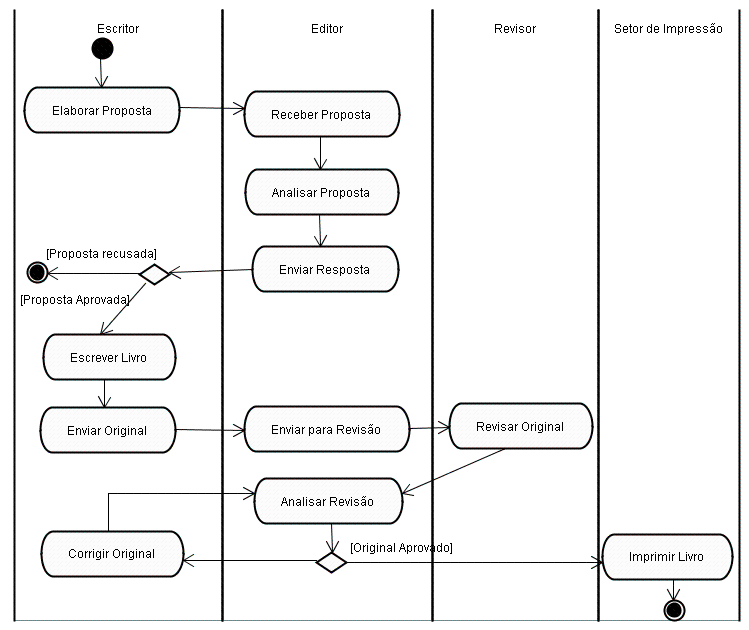 Escritor
Editor
Revisor
Setor de Impressão
Elaborar Proposta
Receber Proposta
Analisar Proposta
[Proposta recusada]
Enviar Resposta
[Proposta Aprovada]
Escrever Livro
Enviar Original
Enviar para Revisão
Revisar Original
Analisar Revisão
[Original Aprovado]
Corrigir Original
Imprimir Livro